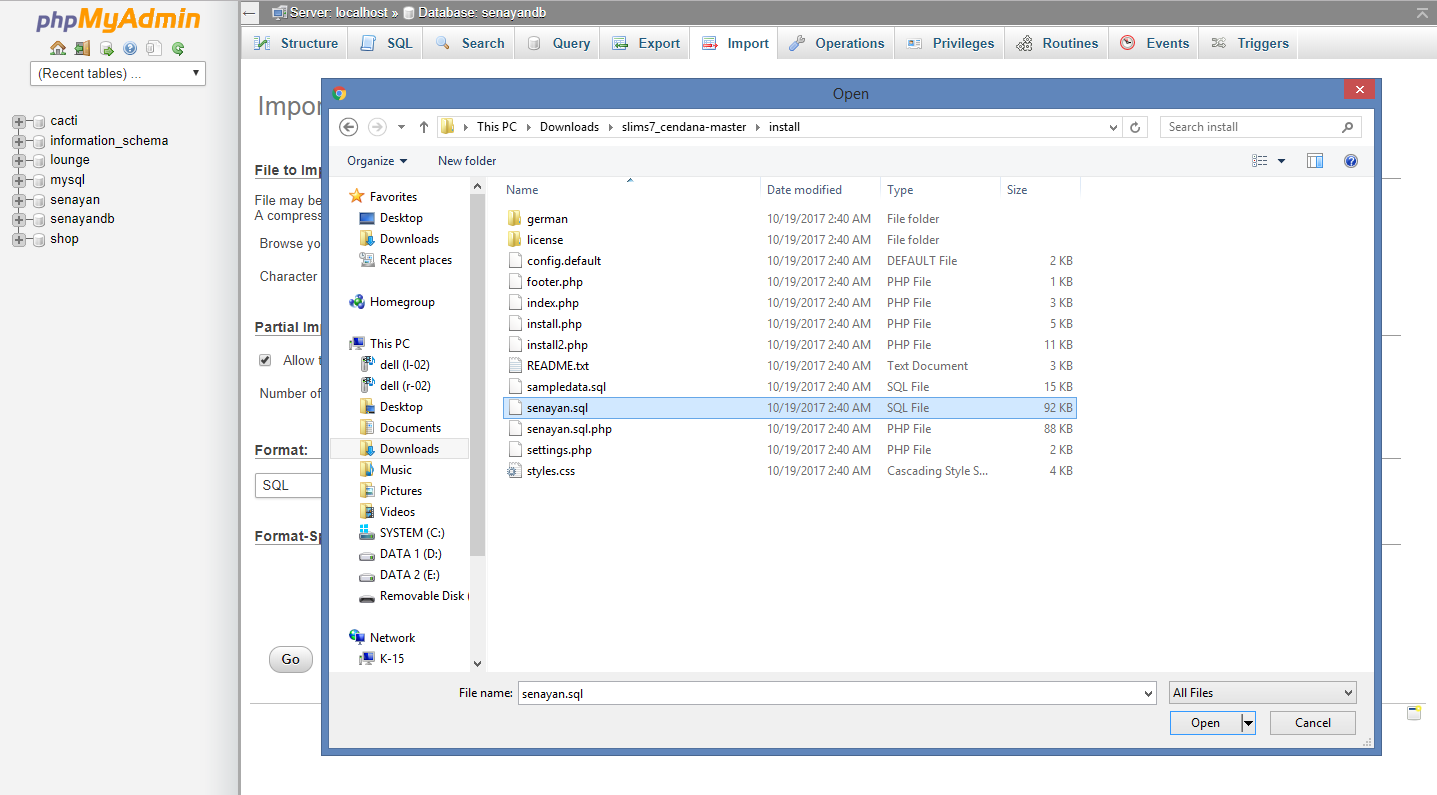 phpMyAdmin
(Recent tables) ...
cacti
information_schema
lounge
mysql
senayan
senayandb
shop
Server: localhost » Database: senayandb
Structure SQL Search Query Export Import Operations Privileges Routines Events Triggers
File to Imp
File may be
A compress
Browse yo
Character
Partial Im
Allow t
Number of
Format:
SQL
Format-Sp
Go
Open
This PC Downloads slims7_cendana-master install
Search install
Organize New folder
Favorites
Desktop
Downloads
Recent places
Homegroup
This PC
dell (l-02)
dell (r-02)
Desktop
Documents
Downloads
Music
Pictures
Videos
SYSTEM (C:)
DATA 1 (D:)
DATA 2 (E:)
Removable Disk (
Network
K-15
Name Date modified Type Size
german 10/19/2017 2:40 AM File folder
license 10/19/2017 2:40 AM File folder
config.default 10/19/2017 2:40 AM DEFAULT File 2 KB
footer.php 10/19/2017 2:40 AM PHP File 1 KB
index.php 10/19/2017 2:40 AM PHP File 3 KB
install.php 10/19/2017 2:40 AM PHP File 5 KB
install2.php 10/19/2017 2:40 AM PHP File 11 KB
README.txt 10/19/2017 2:40 AM Text Document 3 KB
sampledata.sql 10/19/2017 2:40 AM SQL File 15 KB
senayan.sql 10/19/2017 2:40 AM SQL File 92 KB
senayan.sql.php 10/19/2017 2:40 AM PHP File 88 KB
settings.php 10/19/2017 2:40 AM PHP File 2 KB
styles.css 10/19/2017 2:40 AM Cascading Style S... 4 KB
File name: senayan.sql
All Files
Open Cancel